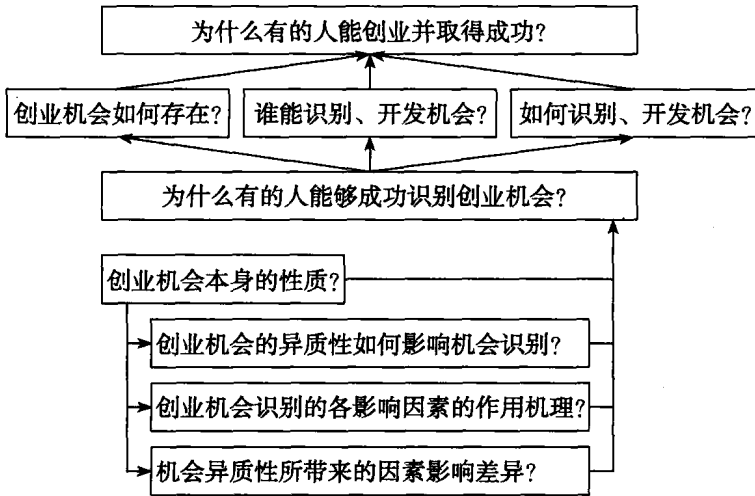 为什么有的人能创业并取得成功?
创业机会如何存在?
谁能识别、开发机会?
如何识别、开发机会?
为什么有的人能够成功识别创业机会?
创业机会本身的性质?
创业机会的异质性如何影响机会识别?
创业机会识别的各影响因素的作用机理?
机会异质性所带来的因素影响差异?